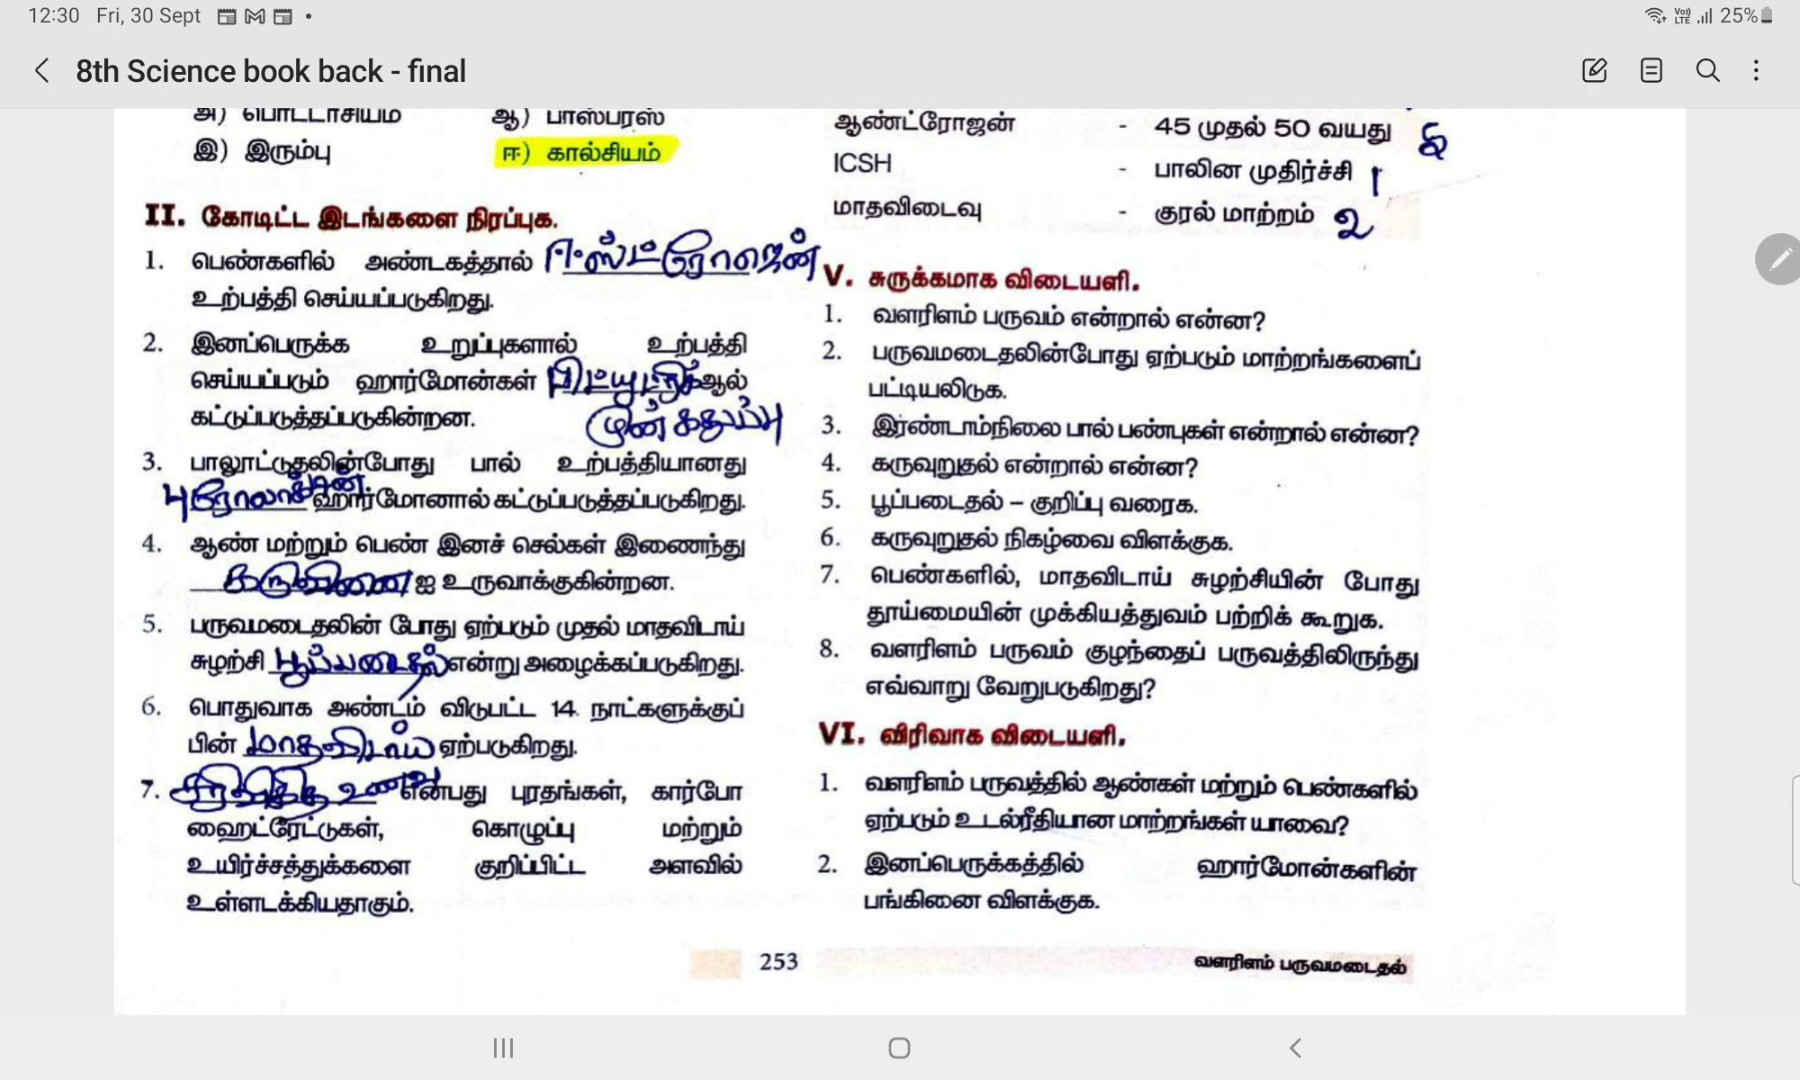 12:30 Fri, 30 Sept
25%
8th Science book back - final
அ) பொட்டாசியம் ஆ) பாஸ்பரஸ்
இ) இரும்பு ஈ) கால்சியம்
II. கோடிட்ட இடங்களை நிரப்புக.
1. பெண்களில் அண்டகத்தால் ஈஸ்ட்ரோஜென்
உற்பத்தி செய்யப்படுகிறது.
2. இனப்பெருக்க உறுப்புகளால் உற்பத்தி
செய்யப்படும் ஹார்மோன்கள் பிட்யூட்டரி ஆல்
முன் கதுப்பு
கட்டுப்படுத்தப்படுகின்றன.
3. பாலூட்டுதலின்போது பால் உற்பத்தியானது
புரோலாக்டின் ஹார்மோனால் கட்டுப்படுத்தப்படுகிறது.
4. ஆண் மற்றும் பெண் இனச் செல்கள் இணைந்து
கருவினை ஐ உருவாக்குகின்றன.
5. பருவமடைதலின் போது ஏற்படும் முதல் மாதவிடாய்
சுழற்சி பூப்படைதல் என்று அழைக்கப்படுகிறது.
6. பொதுவாக அண்டம் விடுபட்ட 14 நாட்களுக்குப்
பின் மாதவிடாய் ஏற்படுகிறது.
7. சரிவிகித உணவு என்பது புரதங்கள், கார்போ
ஹைட்ரேட்டுகள், கொழுப்பு மற்றும்
உயிர்ச்சத்துக்களை குறிப்பிட்ட அளவில்
உள்ளடக்கியதாகும்.
ஆண்ட்ரோஜன் - 45 முதல் 50 வயது
ICSH - பாலின முதிர்ச்சி 1
மாதவிடைவு - குரல் மாற்றம் 2
V. சுருக்கமாக விடையளி.
1. வளரிளம் பருவம் என்றால் என்ன?
2. பருவமடைதலின்போது ஏற்படும் மாற்றங்களைப்
பட்டியலிடுக.
3. இரண்டாம்நிலை பால் பண்புகள் என்றால் என்ன?
4. கருவுறுதல் என்றால் என்ன?
5. பூப்படைதல் – குறிப்பு வரைக.
6. கருவுறுதல் நிகழ்வை விளக்குக.
7. பெண்களில், மாதவிடாய் சுழற்சியின் போது
தூய்மையின் முக்கியத்துவம் பற்றிக் கூறுக.
8. வளரிளம் பருவம் குழந்தைப் பருவத்திலிருந்து
எவ்வாறு வேறுபடுகிறது?
VI. விரிவாக விடையளி.
1. வளரிளம் பருவத்தில் ஆண்கள் மற்றும் பெண்களில்
ஏற்படும் உடல்ரீதியான மாற்றங்கள் யாவை?
2. இனப்பெருக்கத்தில் ஹார்மோன்களின்
பங்கினை விளக்குக.
253 வளரிளம் பருவமடைதல்